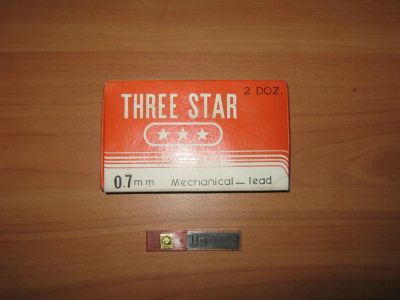 2 DOZ.
THREE STAR
0.7mm Mechanical – lead